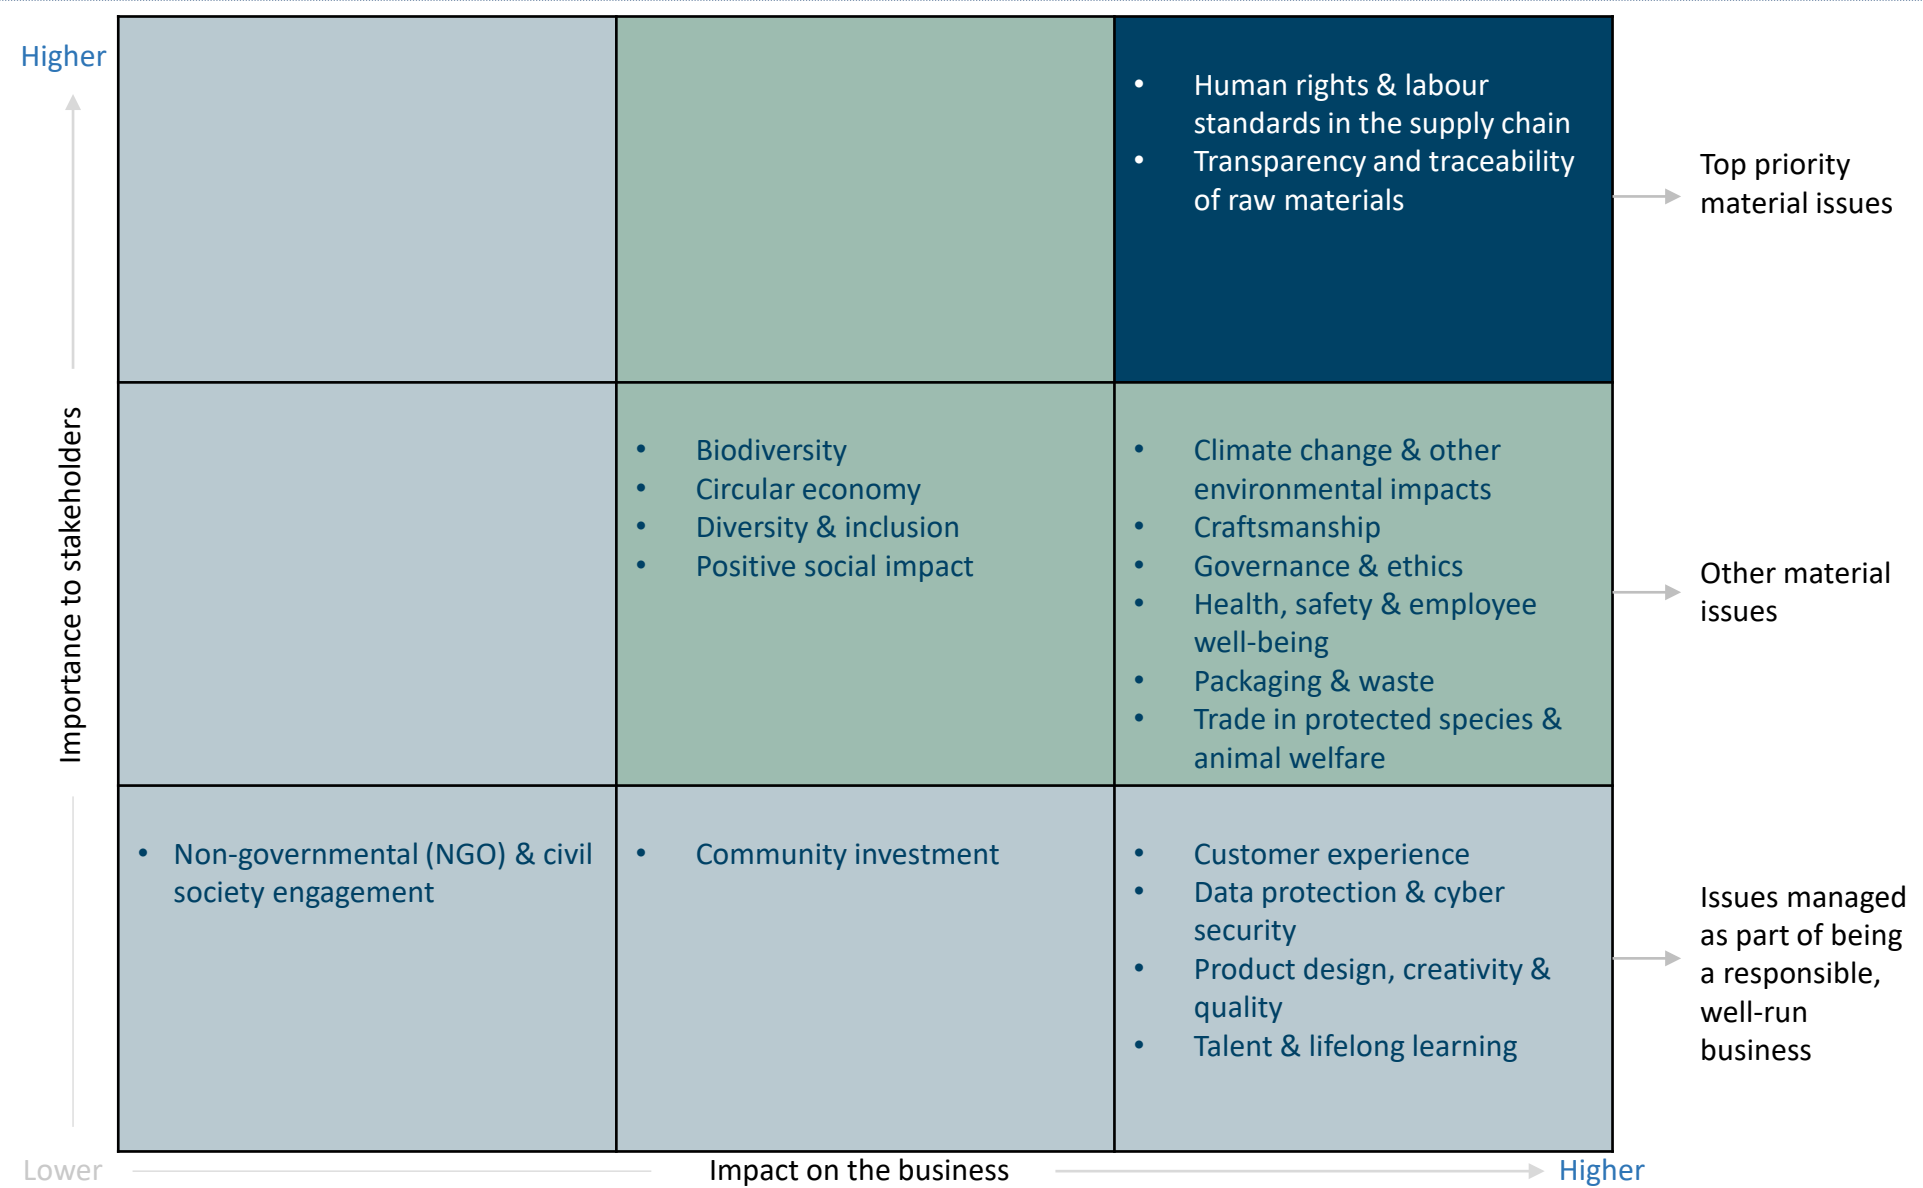 Higher
• Human rights & labour
standards in the supply chain
• Transparency and traceability
of raw materials
Top priority
material issues
Importance to stakeholders
• Biodiversity
• Circular economy
• Diversity & inclusion
• Positive social impact
• Climate change & other
environmental impacts
• Craftsmanship
• Governance & ethics
• Health, safety & employee
well-being
• Packaging & waste
• Trade in protected species &
animal welfare
Other material
issues
• Non-governmental (NGO) & civil
society engagement
• Community investment
• Customer experience
• Data protection & cyber
security
• Product design, creativity &
quality
• Talent & lifelong learning
Issues managed
as part of being
a responsible,
well-run
business
Lower
Impact on the business
Higher